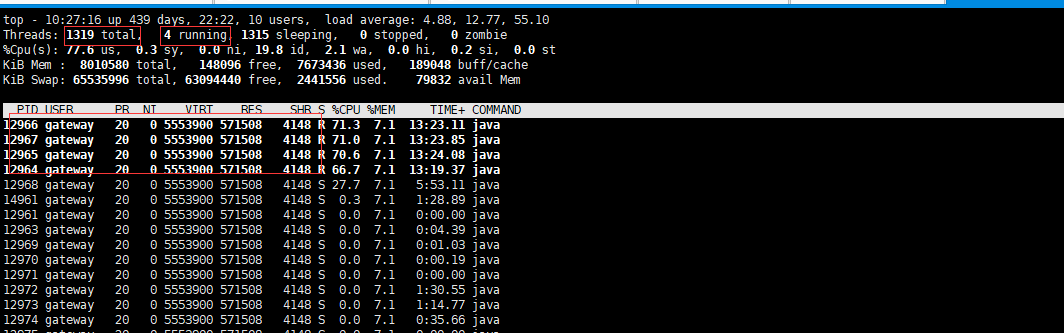 top - 10:27:16 up 439 days, 22:22, 10 users,  load average: 4.88, 12.77, 55.10
Threads: 1319 total,   4 running, 1315 sleeping,   0 stopped,   0 zombie
%Cpu(s): 77.6 us,  0.3 sy,  0.0 ni, 19.8 id,  2.1 wa,  0.0 hi,  0.2 si,  0.0 st
KiB Mem :  8010580 total,   148096 free,  7673436 used,   189048 buff/cache
KiB Swap: 65535996 total, 63094440 free,  2441556 used.    79832 avail Mem
PID USER      PR  NI    VIRT    RES    SHR S %CPU %MEM     TIME+ COMMAND
12966 gateway   20   0 5553900 571508   4148 R 71.3  7.1  13:23.11 java
12967 gateway   20   0 5553900 571508   4148 R 71.0  7.1  13:23.85 java
12965 gateway   20   0 5553900 571508   4148 R 70.6  7.1  13:24.08 java
12964 gateway   20   0 5553900 571508   4148 R 66.7  7.1  13:19.37 java
12968 gateway   20   0 5553900 571508   4148 S 27.7  7.1   5:53.11 java
14961 gateway   20   0 5553900 571508   4148 S  0.3  7.1   1:28.89 java
12961 gateway   20   0 5553900 571508   4148 S  0.0  7.1   0:00.00 java
12963 gateway   20   0 5553900 571508   4148 S  0.0  7.1   0:04.39 java
12969 gateway   20   0 5553900 571508   4148 S  0.0  7.1   0:01.03 java
12970 gateway   20   0 5553900 571508   4148 S  0.0  7.1   0:00.19 java
12971 gateway   20   0 5553900 571508   4148 S  0.0  7.1   0:00.00 java
12972 gateway   20   0 5553900 571508   4148 S  0.0  7.1   1:30.55 java
12973 gateway   20   0 5553900 571508   4148 S  0.0  7.1   1:14.77 java
12974 gateway   20   0 5553900 571508   4148 S  0.0  7.1   0:35.66 java